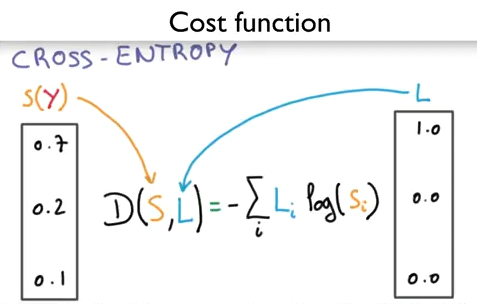 Cost function
CROSS-ENTROPY
S(Y) L
0.7 1.0
0.2 D(S,L)=-∑ᵢ Lᵢ log(Sᵢ) 0.0
0.1 0.0